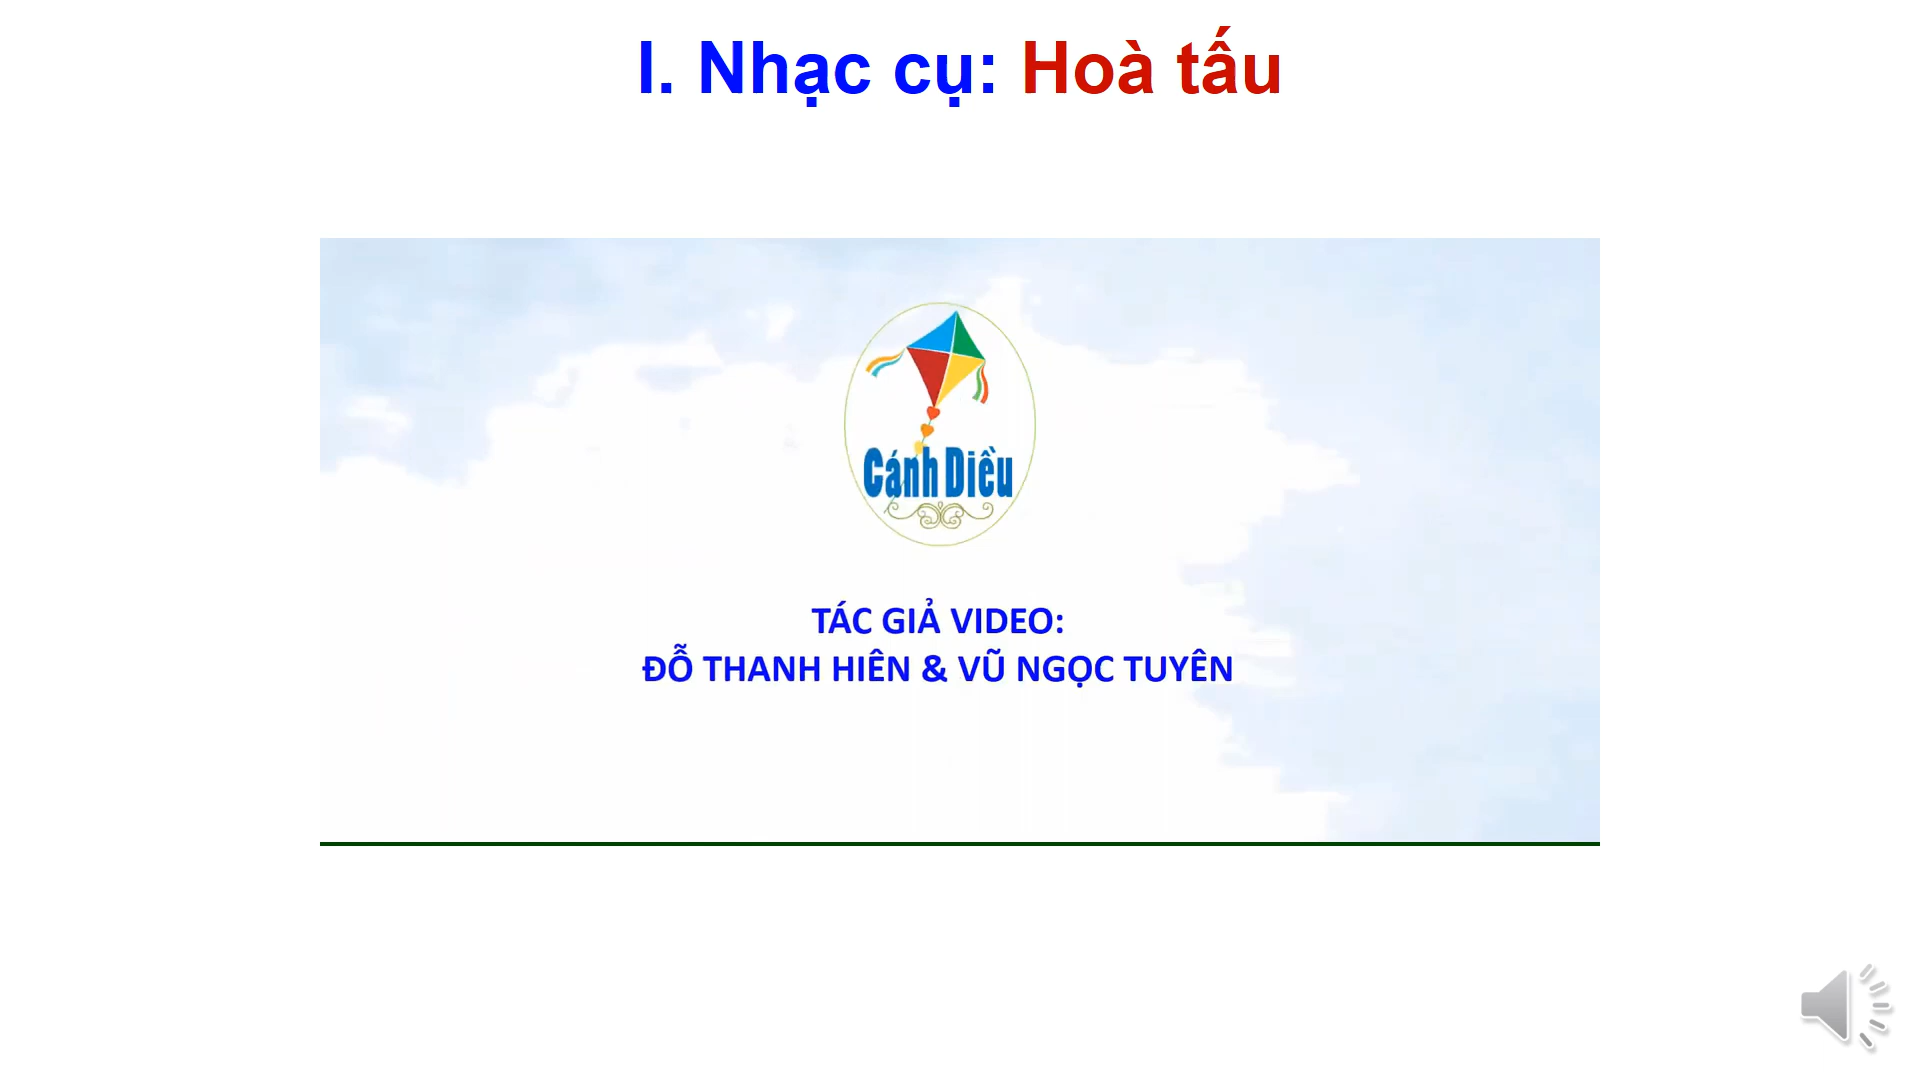 I. Nhạc cụ: Hoà tấu
Cánh Diều
TÁC GIẢ VIDEO:
ĐỖ THANH HIÊN & VŨ NGỌC TUYÊN